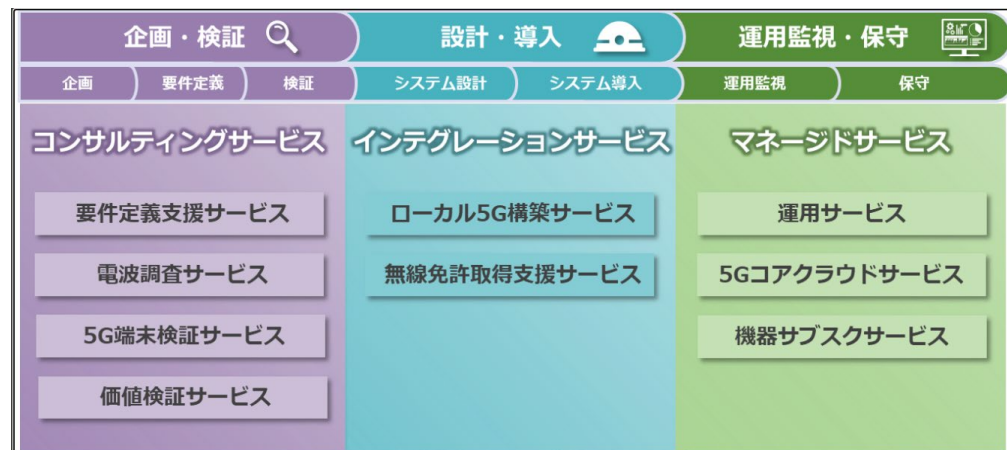 企画・検証
設計・導入
運用監視・保守
企画
要件定義
検証
システム設計
システム導入
運用監視
保守
コンサルティングサービス
インテグレーションサービス
マネージドサービス
要件定義支援サービス
ローカル5G構築サービス
運用サービス
電波調査サービス
無線免許取得支援サービス
5Gコアクラウドサービス
5G端末検証サービス
機器サブスクサービス
価値検証サービス